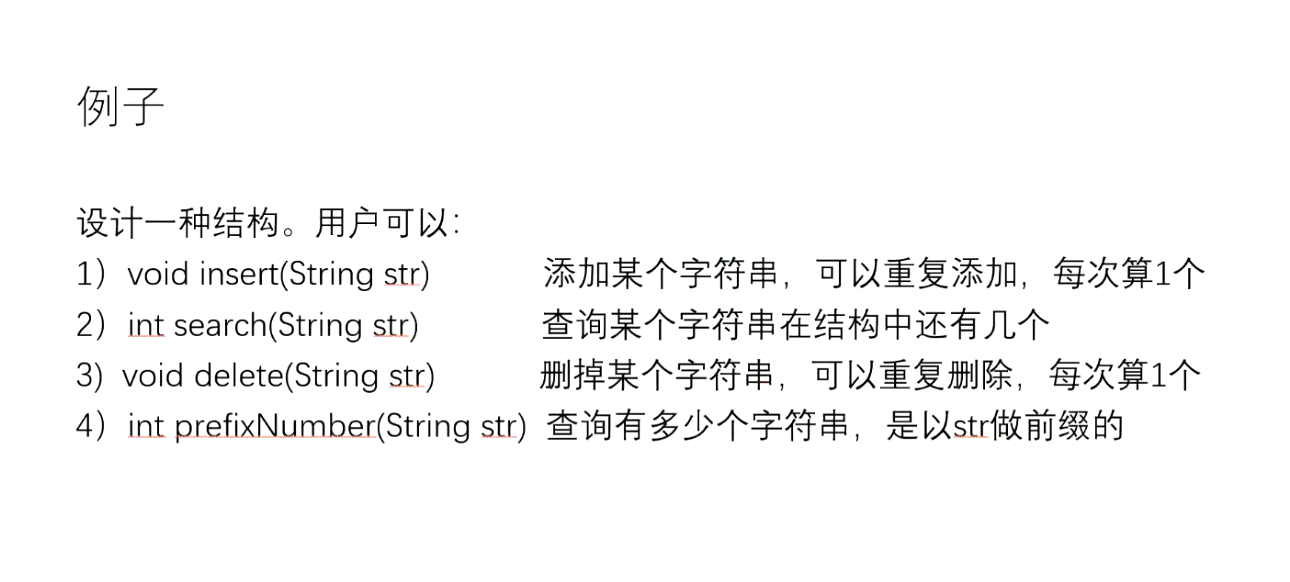 例子
设计一种结构。用户可以：
1）void insert(String str) 添加某个字符串，可以重复添加，每次算1个
2）int search(String str) 查询某个字符串在结构中还有几个
3) void delete(String str) 删掉某个字符串，可以重复删除，每次算1个
4）int prefixNumber(String str) 查询有多少个字符串，是以str做前缀的